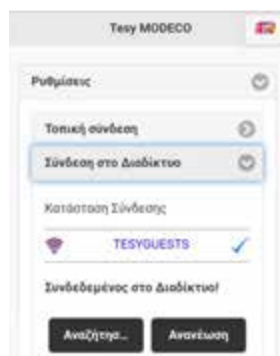 Tesy MODECO
Ρυθμίσεις
Τοπική σύνδεση
Σύνδεση στο Διαδίκτυο
Κατάσταση Σύνδεσης
TESYGUESTS
Συνδεδεμένος στο Διαδίκτυο!
Αναζήτησ... Ανανέωση